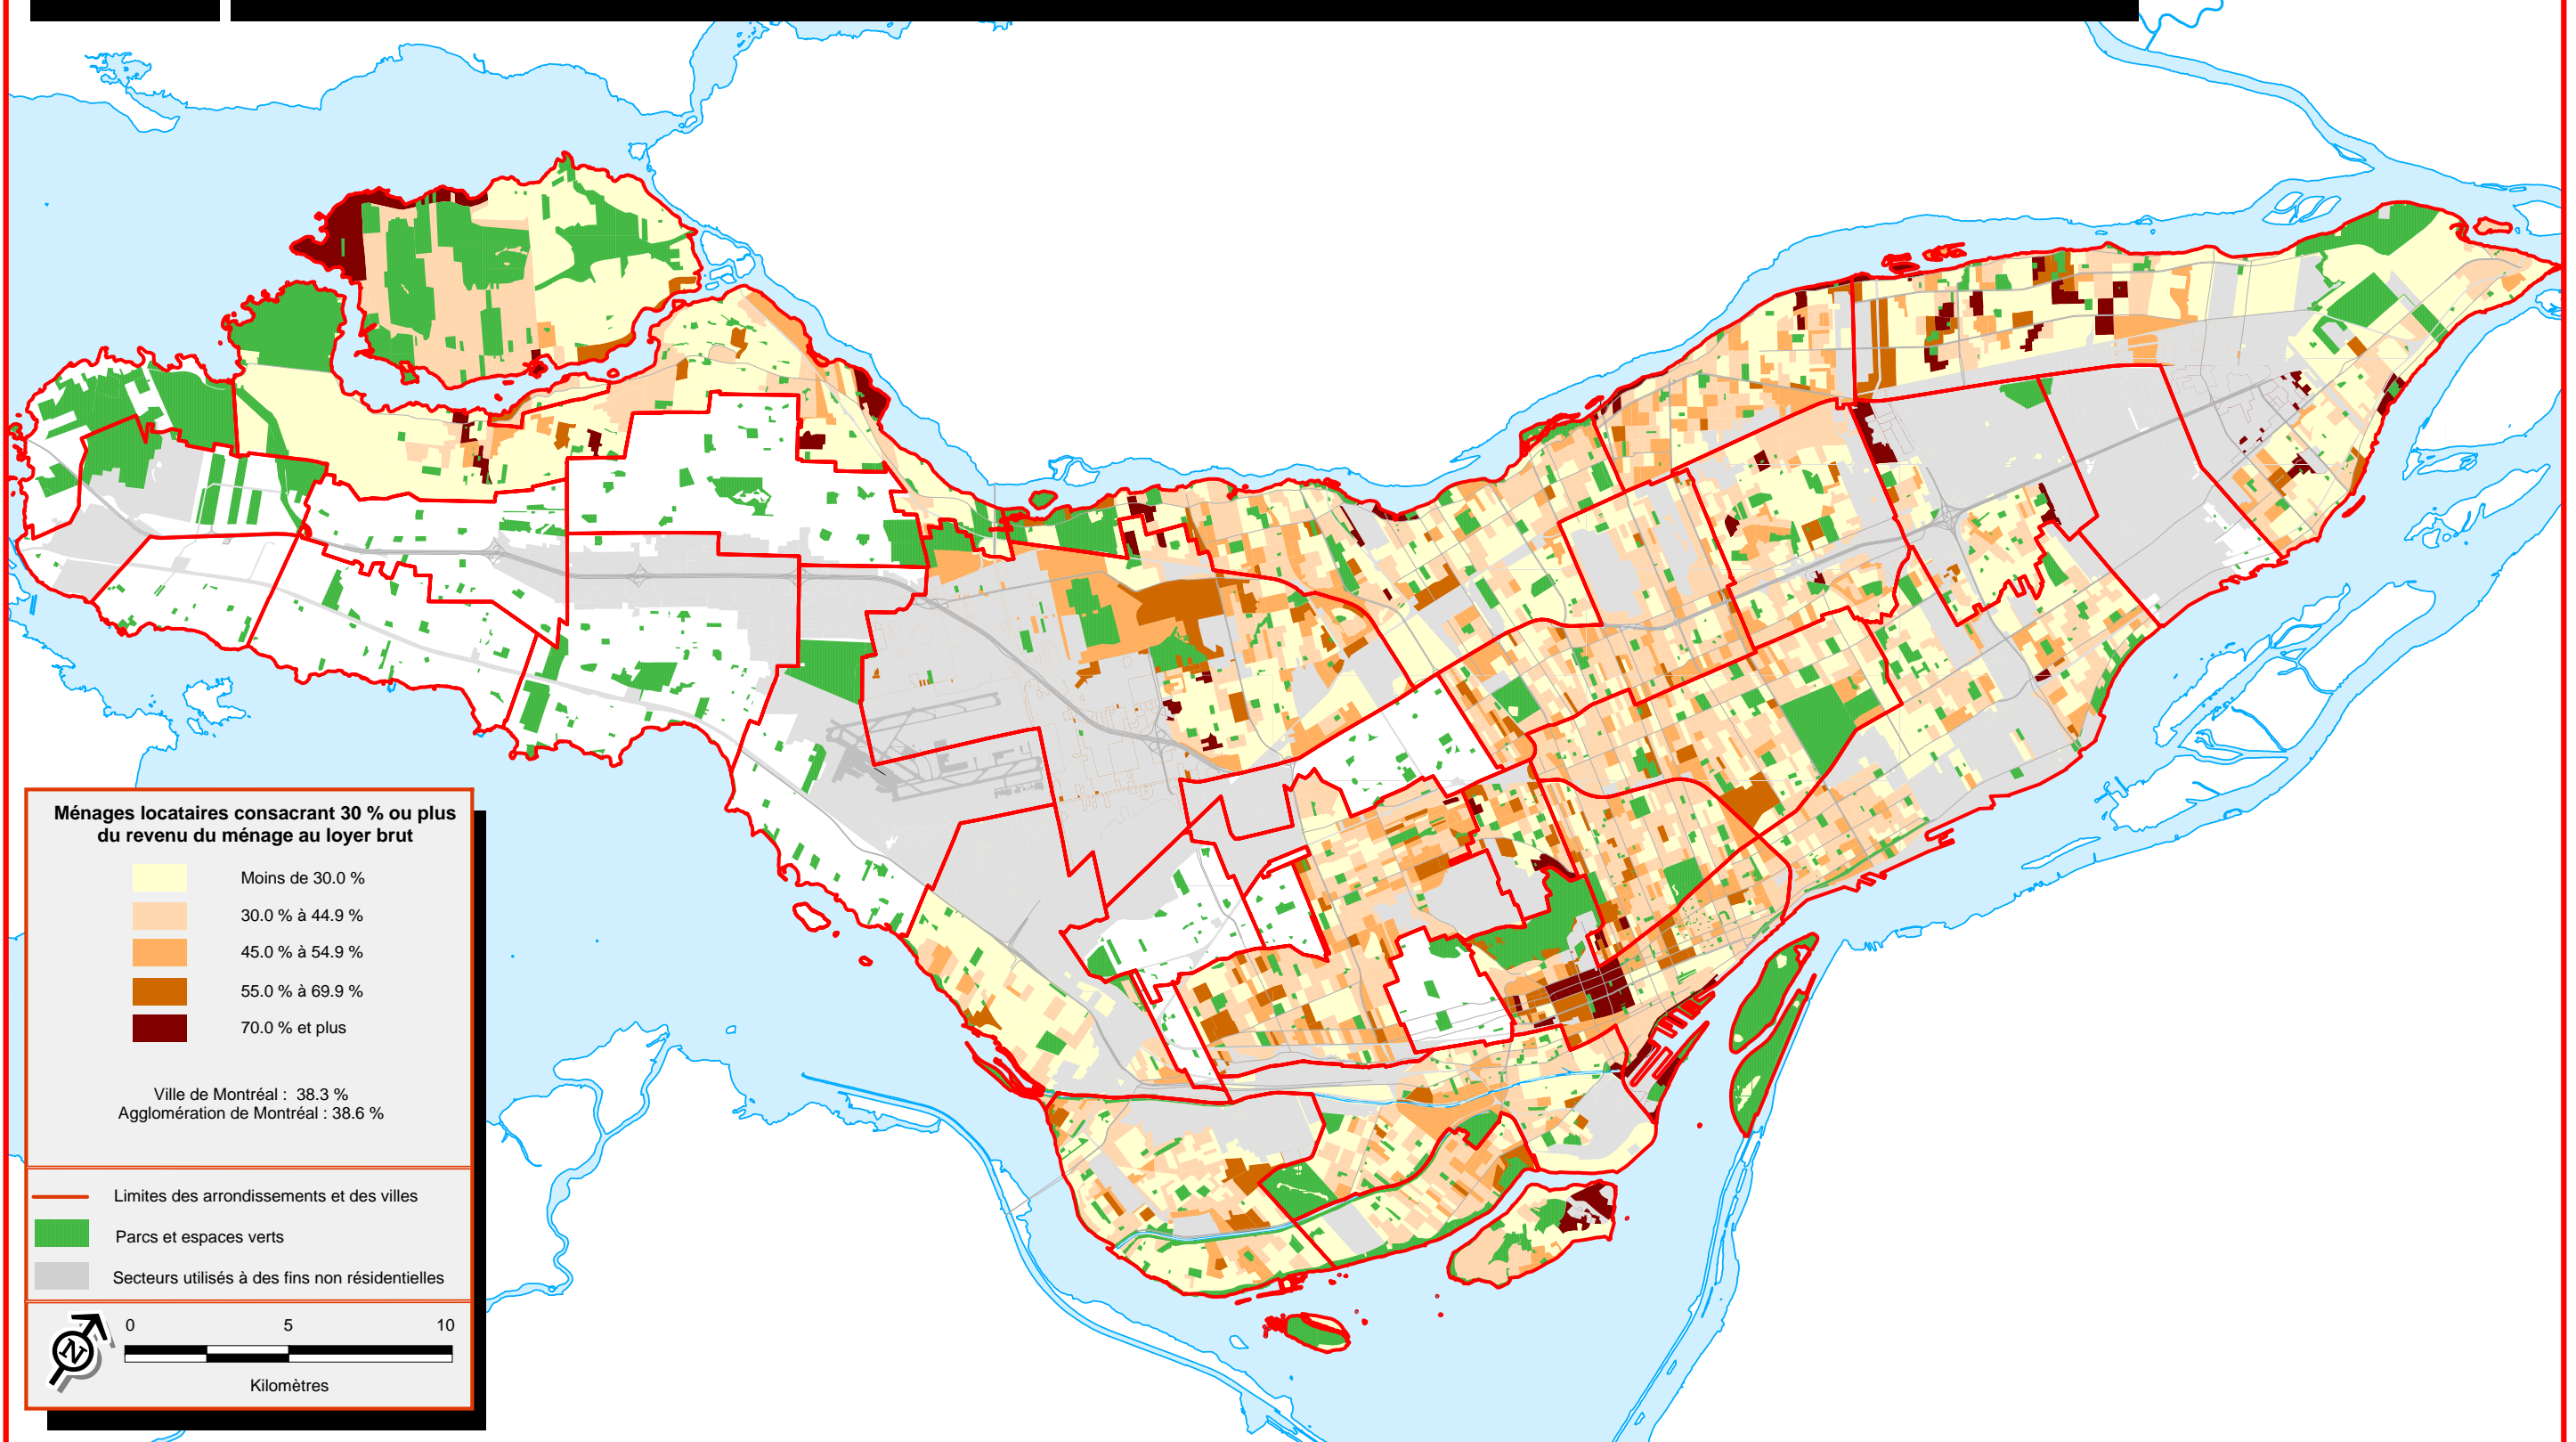 Ménages locataires consacrant 30 % ou plus
du revenu du ménage au loyer brut
Moins de 30.0 %
30.0 % à 44.9 %
45.0 % à 54.9 %
55.0 % à 69.9 %
70.0 % et plus
Ville de Montréal : 38.3 %
Agglomération de Montréal : 38.6 %
Limites des arrondissements et des villes
Parcs et espaces verts
Secteurs utilisés à des fins non résidentielles
N
0 5 10
Kilomètres